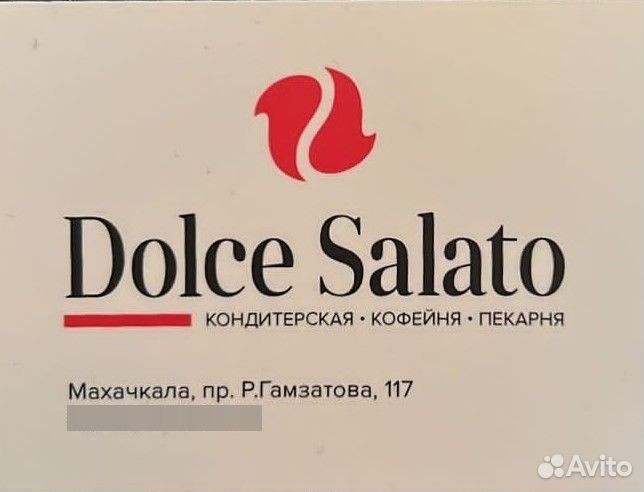 Dolce Salato
КОНДИТЕРСКАЯ • КОФЕЙНЯ • ПЕКАРНЯ
Махачкала, пр. Р.Гамзатова, 117
Avito